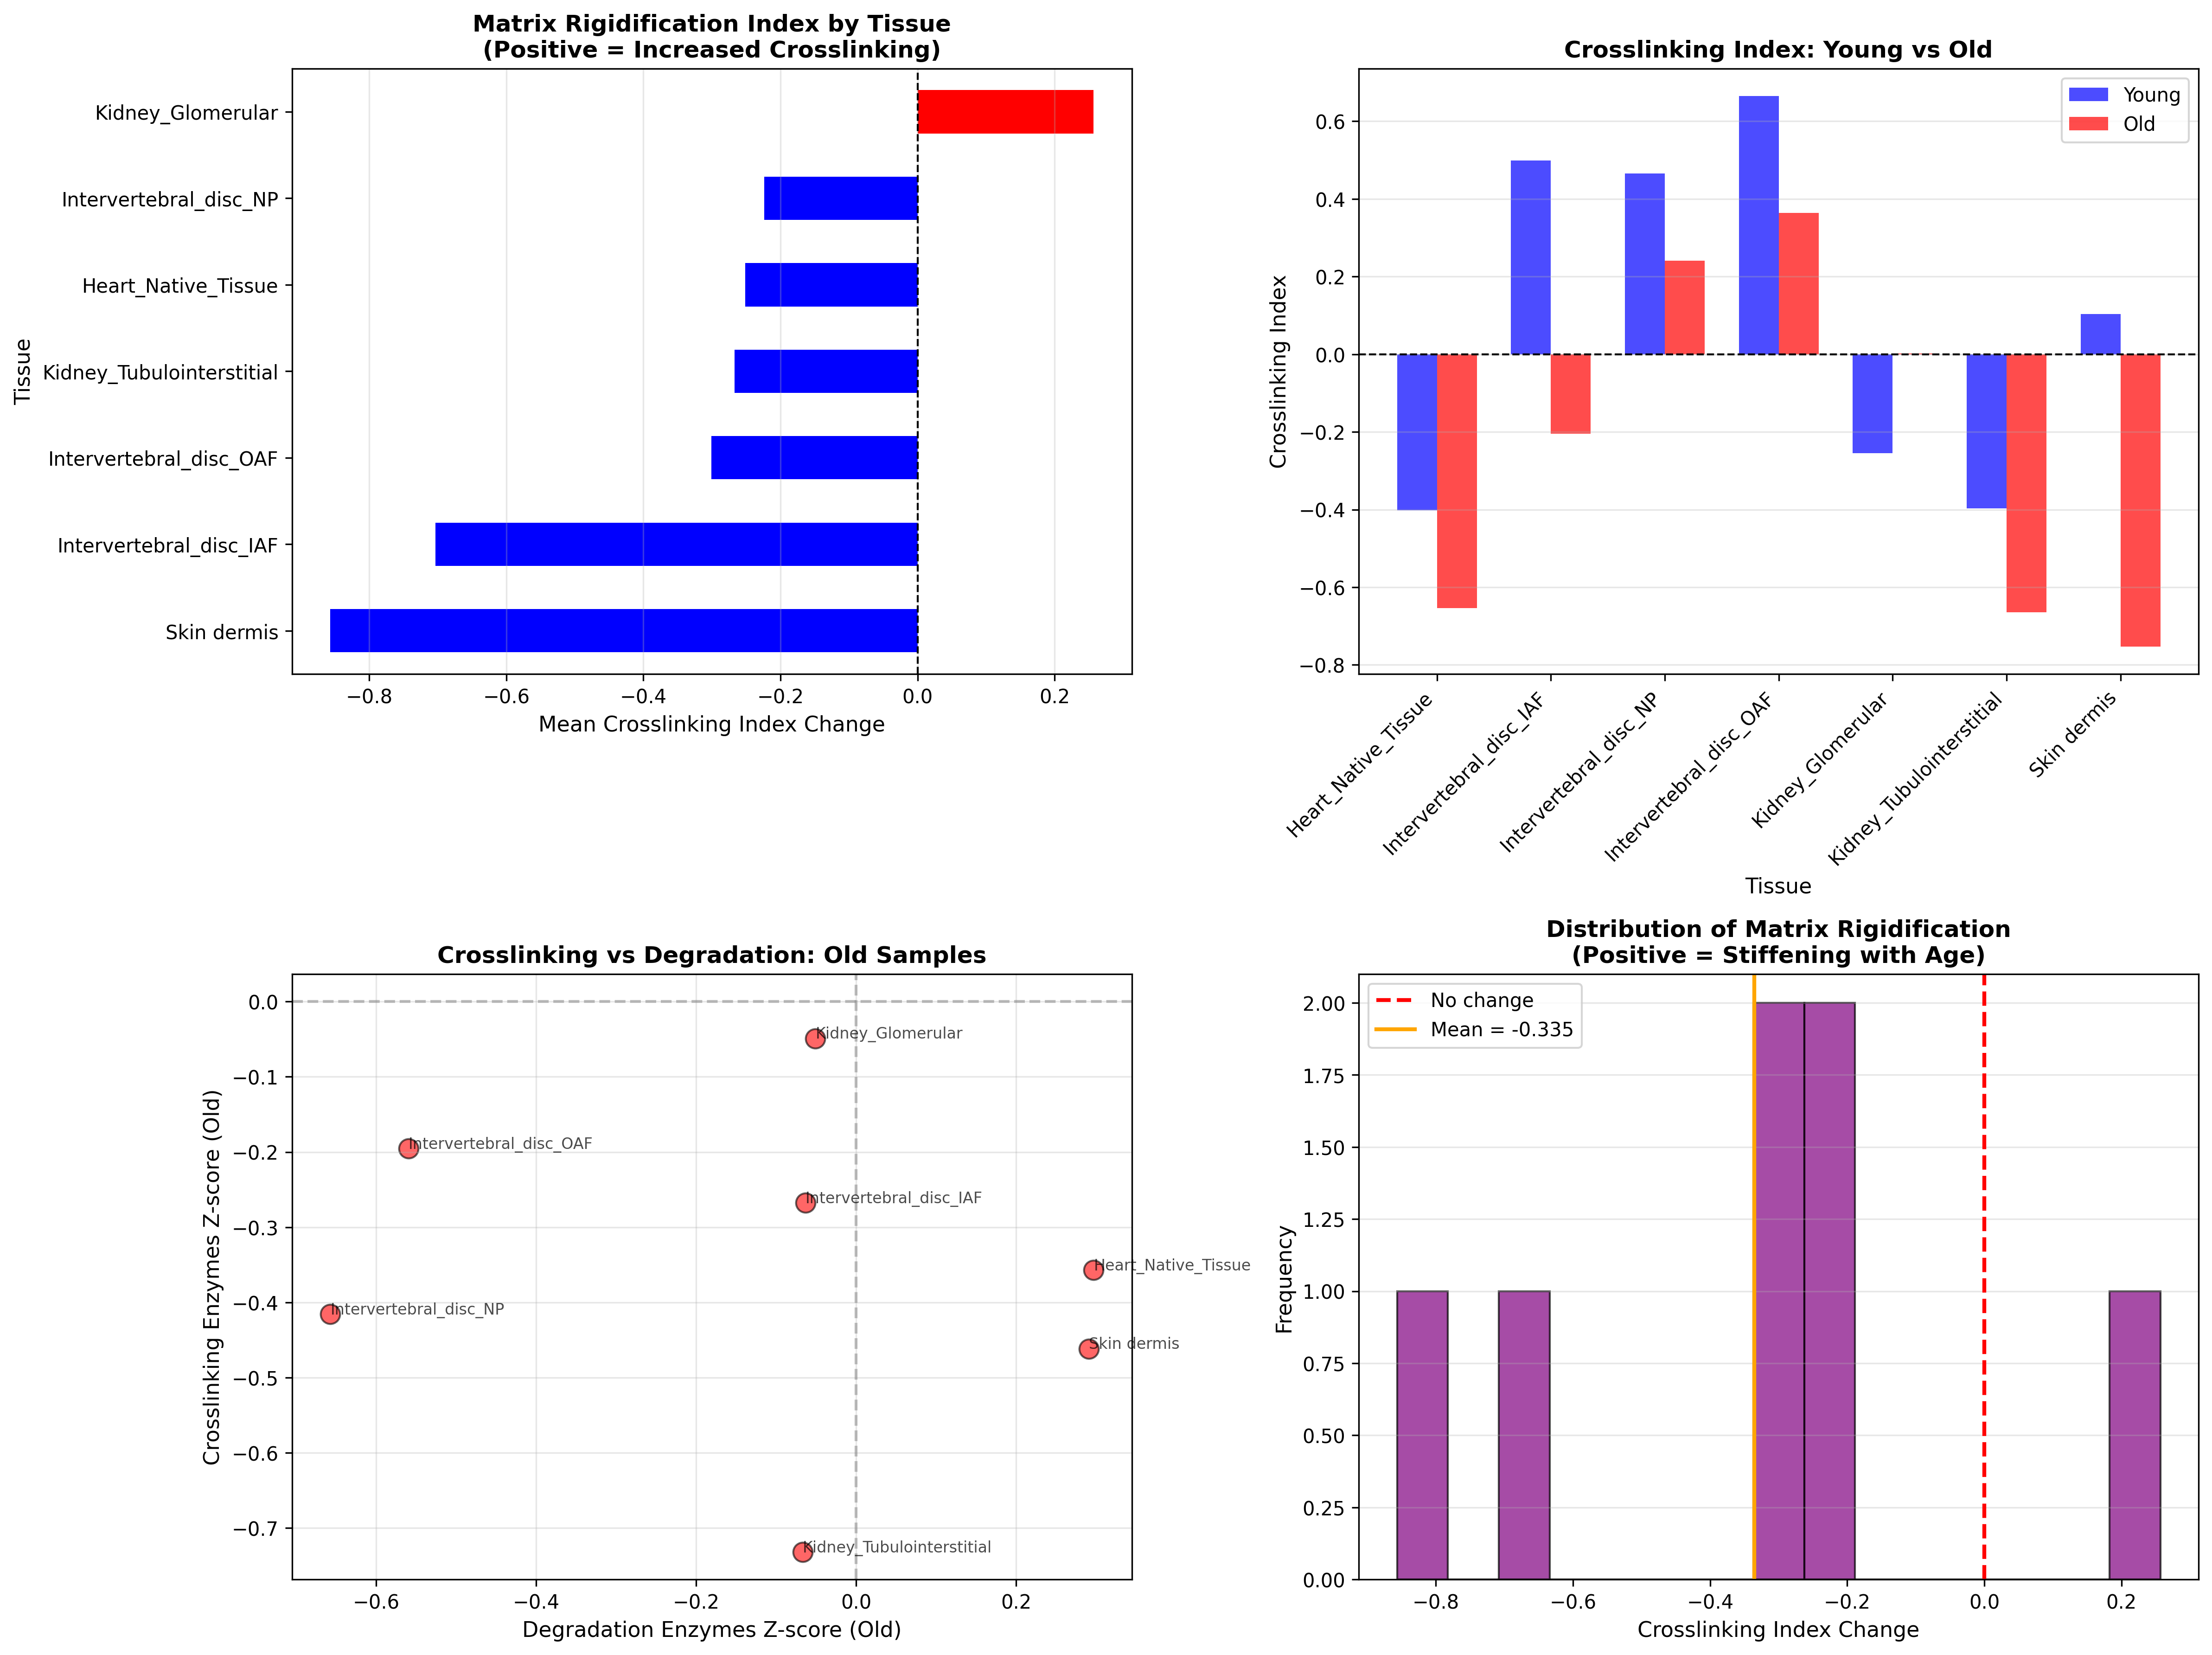 Matrix Rigidification Index by Tissue
(Positive = Increased Crosslinking)
Tissue
Kidney_Glomerular
Intervertebral_disc_NP
Heart_Native_Tissue
Kidney_Tubulointerstitial
Intervertebral_disc_OAF
Intervertebral_disc_IAF
Skin dermis
−0.8 −0.6 −0.4 −0.2 0.0 0.2
Mean Crosslinking Index Change
Crosslinking Index: Young vs Old
Young
Old
Crosslinking Index
0.6
0.4
0.2
0.0
−0.2
−0.4
−0.6
−0.8
Heart_Native_Tissue
Intervertebral_disc_IAF
Intervertebral_disc_NP
Intervertebral_disc_OAF
Kidney_Glomerular
Kidney_Tubulointerstitial
Skin dermis
Tissue
Crosslinking vs Degradation: Old Samples
Crosslinking Enzymes Z-score (Old)
0.0
−0.1
−0.2
−0.3
−0.4
−0.5
−0.6
−0.7
Kidney_Glomerular
Intervertebral_disc_OAF
Intervertebral_disc_IAF
Heart_Native_Tissue
Intervertebral_disc_NP
Skin dermis
Kidney_Tubulointerstitial
−0.6 −0.4 −0.2 0.0 0.2
Degradation Enzymes Z-score (Old)
Distribution of Matrix Rigidification
(Positive = Stiffening with Age)
No change
Mean = -0.335
Frequency
2.00
1.75
1.50
1.25
1.00
0.75
0.50
0.25
0.00
−0.8 −0.6 −0.4 −0.2 0.0 0.2
Crosslinking Index Change